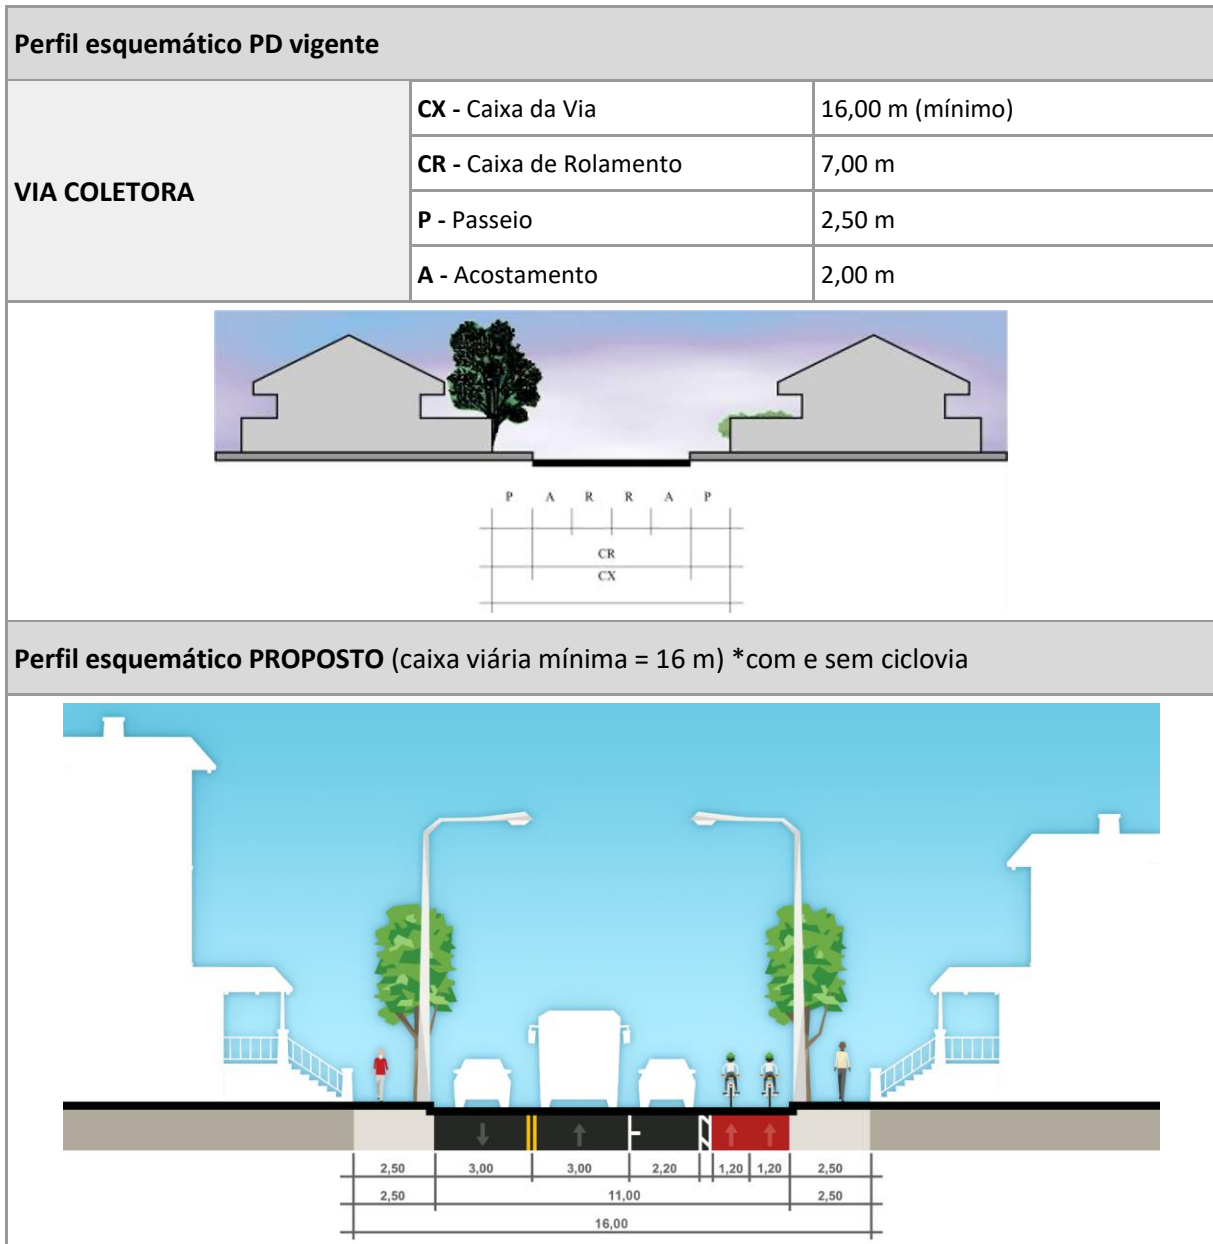 Perfil esquemático PD vigente
VIA COLETORA
CX - Caixa da Via 16,00 m (mínimo)
CR - Caixa de Rolamento 7,00 m
P - Passeio 2,50 m
A - Acostamento 2,00 m
P A R R A P
CR
CX
Perfil esquemático PROPOSTO (caixa viária mínima = 16 m) *com e sem ciclovia
2,50 3,00 3,00 2,20 1,20 1,20 2,50
2,50 11,00 2,50
16,00